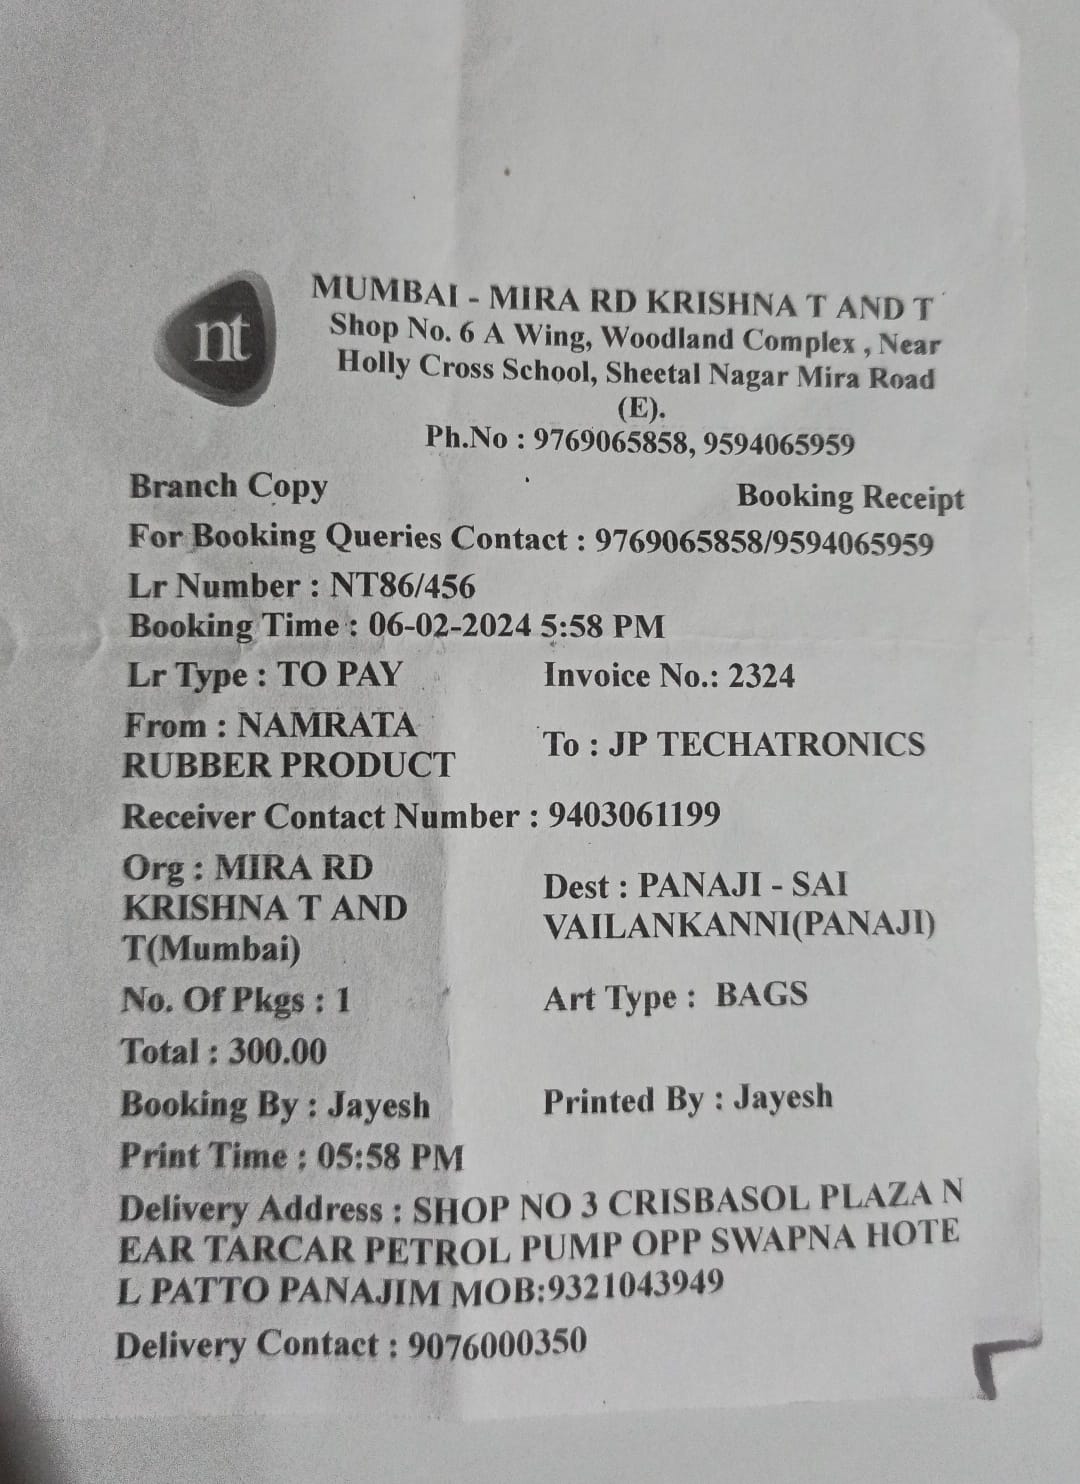 nt
MUMBAI - MIRA RD KRISHNA T AND T
Shop No. 6 A Wing, Woodland Complex , Near
Holly Cross School, Sheetal Nagar Mira Road
(E).
Ph.No : 9769065858, 9594065959
Branch Copy Booking Receipt
For Booking Queries Contact : 9769065858/9594065959
Lr Number : NT86/456
Booking Time : 06-02-2024 5:58 PM
Lr Type : TO PAY Invoice No.: 2324
From : NAMRATA
RUBBER PRODUCT
To : JP TECHATRONICS
Receiver Contact Number : 9403061199
Org : MIRA RD
KRISHNA T AND
T(Mumbai)
Dest : PANAJI - SAI
VAILANKANNI(PANAJI)
No. Of Pkgs : 1 Art Type : BAGS
Total : 300.00
Booking By : Jayesh Printed By : Jayesh
Print Time : 05:58 PM
Delivery Address : SHOP NO 3 CRISBASOL PLAZA N
EAR TARCAR PETROL PUMP OPP SWAPNA HOTE
L PATTO PANAJIM MOB:9321043949
Delivery Contact : 9076000350